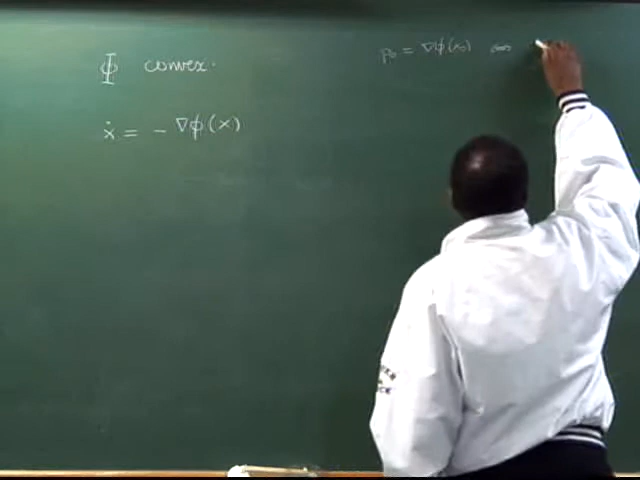 Φ convex.
p₀ = ∇ϕ(x₀) ⇔
ẋ = - ∇ϕ(x)